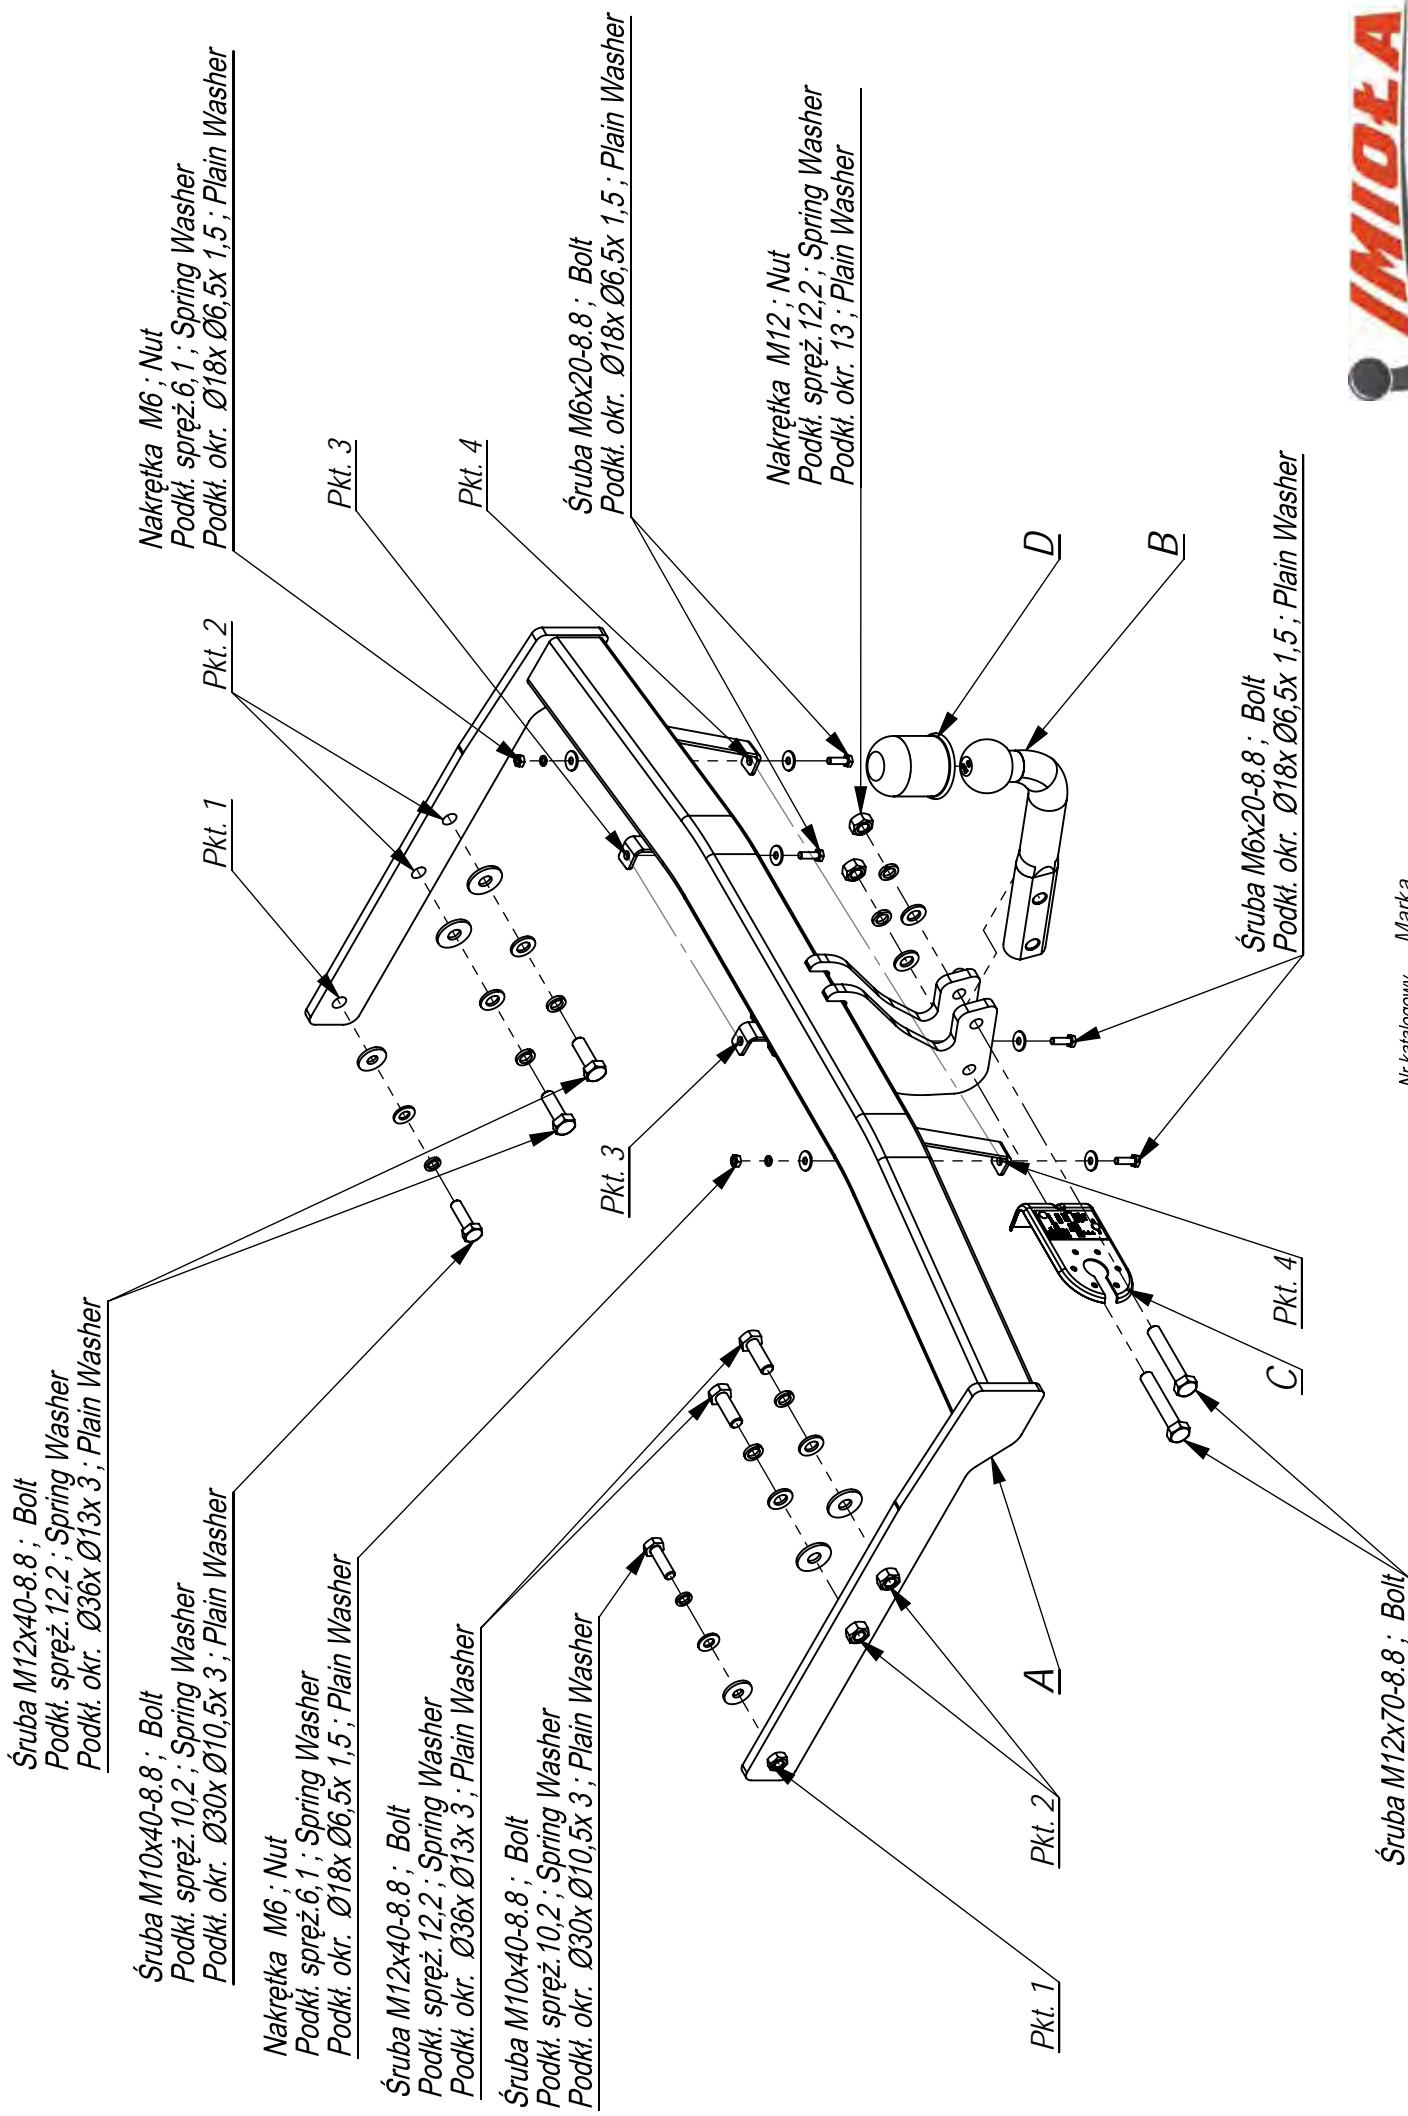 Śruba M12x40-8.8 ; Bolt
Podkł. spręż.12,2 ; Spring Washer
Podkł. okr. Ø36x Ø13x 3 ; Plain Washer
Śruba M10x40-8.8 ; Bolt
Podkł. spręż.10,2 ; Spring Washer
Podkł. okr. Ø30x Ø10,5x 3 ; Plain Washer
Nakrętka M6 ; Nut
Podkł. spręż.6,1 ; Spring Washer
Podkł. okr. Ø18x Ø6,5x 1,5 ; Plain Washer
Śruba M12x40-8.8 ; Bolt
Podkł. spręż.12,2 ; Spring Washer
Podkł. okr. Ø36x Ø13x 3 ; Plain Washer
Śruba M10x40-8.8 ; Bolt
Podkł. spręż.10,2 ; Spring Washer
Podkł. okr. Ø30x Ø10,5x 3 ; Plain Washer
Nakrętka M6 ; Nut
Podkł. spręż.6,1 ; Spring Washer
Podkł. okr. Ø18x Ø6,5x 1,5 ; Plain Washer
Pkt. 1
Pkt. 2
Pkt. 3
Pkt. 4
Śruba M6x20-8.8 ; Bolt
Podkł. okr. Ø18x Ø6,5x 1,5 ; Plain Washer
Nakrętka M12 ; Nut
Podkł. spręż.12,2 ; Spring Washer
Podkł. okr. 13 ; Plain Washer
Pkt. 3
D
B
Śruba M6x20-8.8 ; Bolt
Podkł. okr. Ø18x Ø6,5x 1,5 ; Plain Washer
Pkt. 1
Pkt. 2
A
C
Pkt. 4
Śruba M12x70-8.8 ; Bolt
Nr katalogowy Marka
IMIOŁA